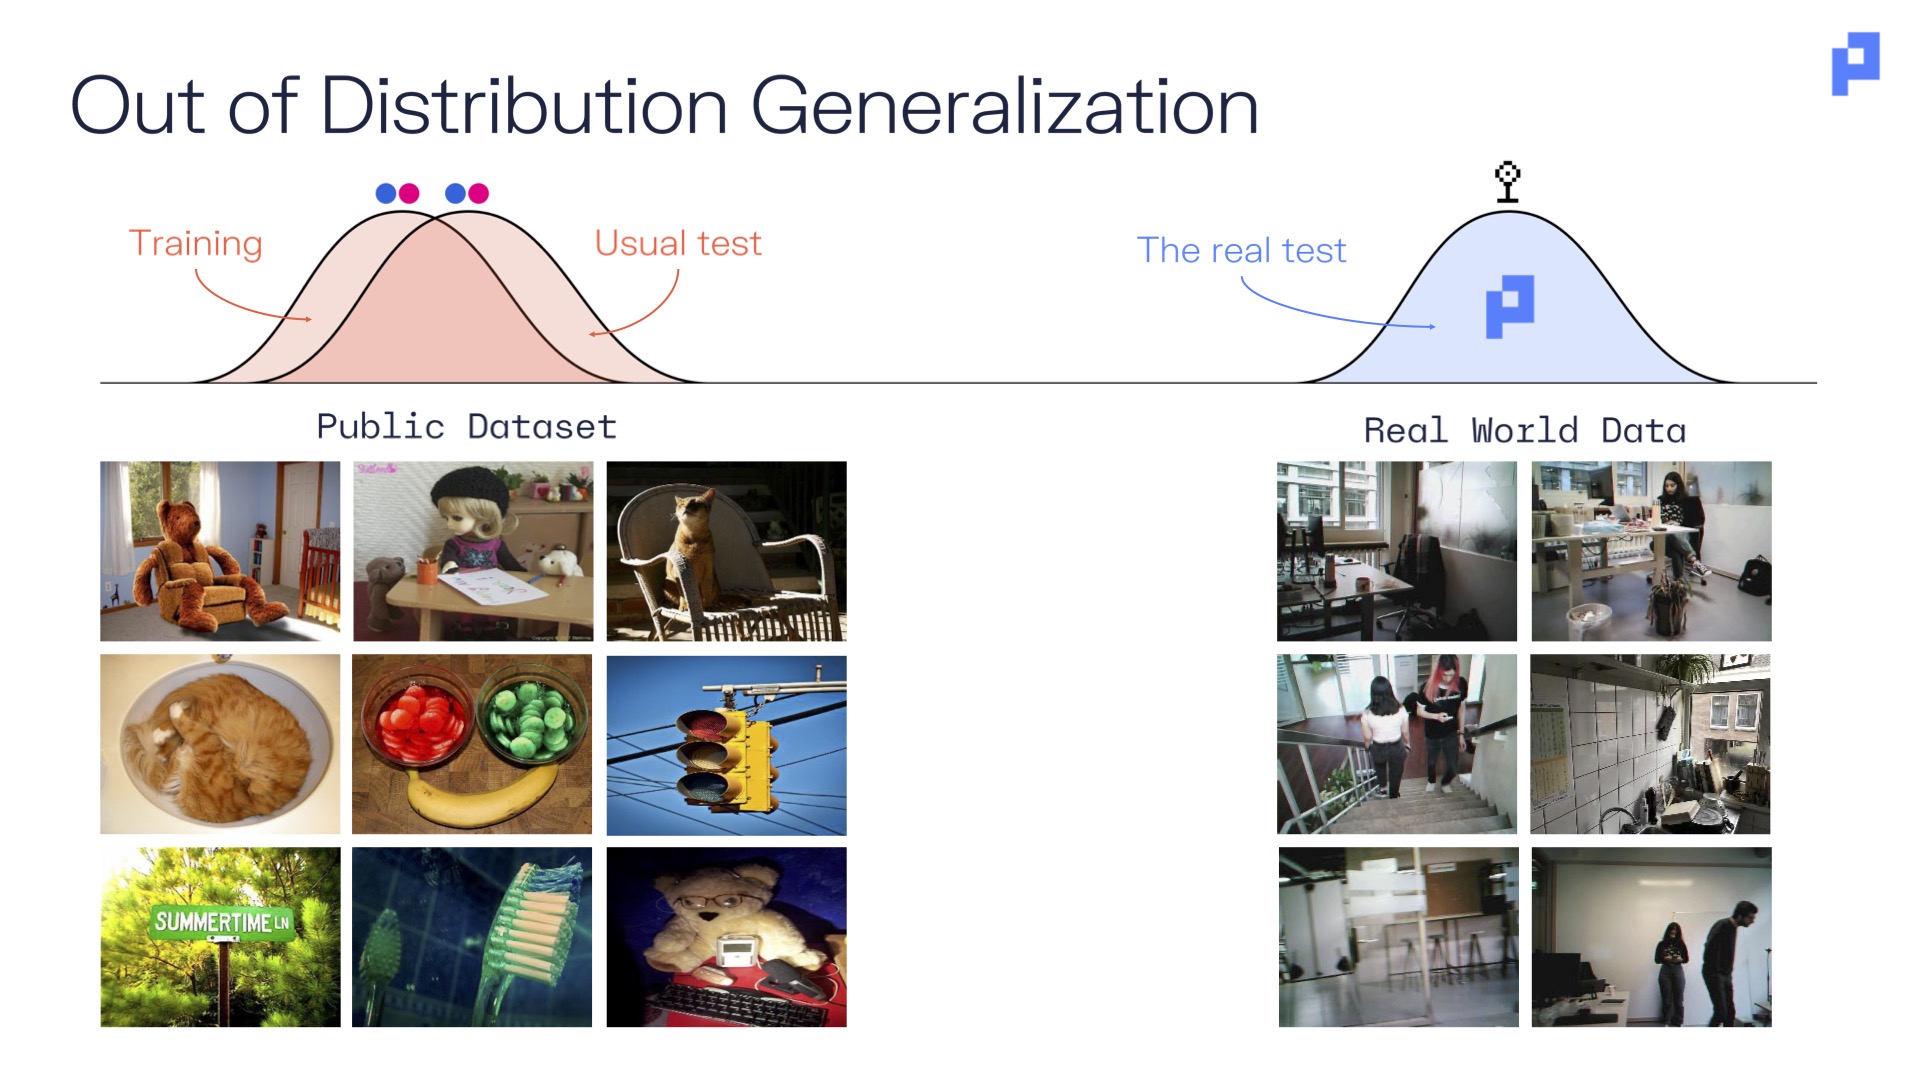 Out of Distribution Generalization
Training
Usual test
The real test
Public Dataset
Real World Data
SUMMERTIME LN